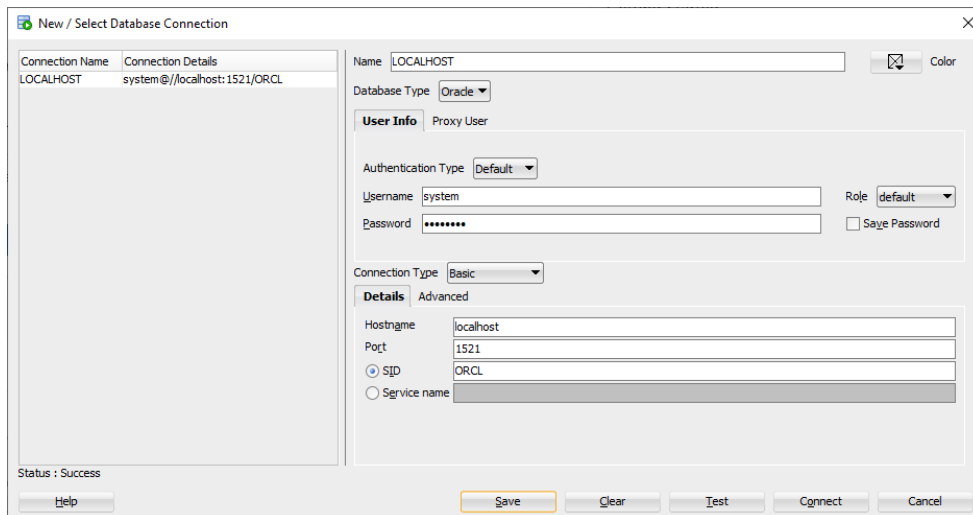 New / Select Database Connection
Connection Name Connection Details
LOCALHOST system@//localhost:1521/ORCL
Name LOCALHOST Color
Database Type Oracle
User Info Proxy User
Authentication Type Default
Username system Role default
Password •••••••• Save Password
Connection Type Basic
Details Advanced
Hostname localhost
Port 1521
SID ORCL
Service name
Status : Success
Help Save Clear Test Connect Cancel